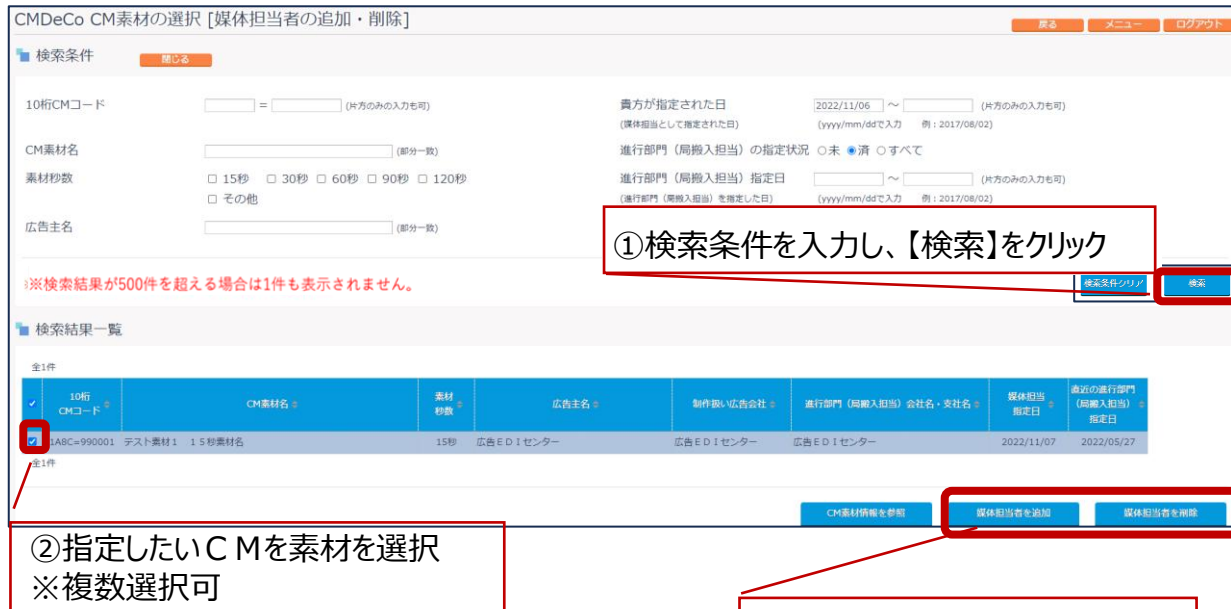 CMDeCo CM素材の選択 [媒体担当者の追加・削除]
戻る メニュー ログアウト
検索条件 閉じる
10桁CMコード = (片方のみの入力も可)
貴方が指定された日 2022/11/06 ～ (片方のみの入力も可)
(媒体担当として指定された日) (yyyy/mm/ddで入力 例：2017/08/02)
CM素材名 (部分一致)
進行部門（局搬入担当）の指定状況 未 済 すべて
素材秒数 15秒 30秒 60秒 90秒 120秒
その他
進行部門（局搬入担当）指定日 ～ (片方のみの入力も可)
(進行部門（局搬入担当）を指定した日) (yyyy/mm/ddで入力 例：2017/08/02)
広告主名 (部分一致)
①検索条件を入力し、【検索】をクリック
※検索結果が500件を超える場合は1件も表示されません。
検索条件クリア 検索
検索結果一覧
全1件
10桁CMコード CM素材名 素材秒数 広告主名 制作扱い広告会社 進行部門（局搬入担当）会社名・支社名 媒体担当指定日 直近の進行部門（局搬入担当）指定日
1ABC=990001 テスト素材１ １５秒素材名 15秒 広告ＥＤＩセンター 広告ＥＤＩセンター 広告ＥＤＩセンター 2022/11/07 2022/05/27
全1件
CM素材情報を参照 媒体担当者を追加 媒体担当者を削除
②指定したいＣＭを素材を選択
※複数選択可